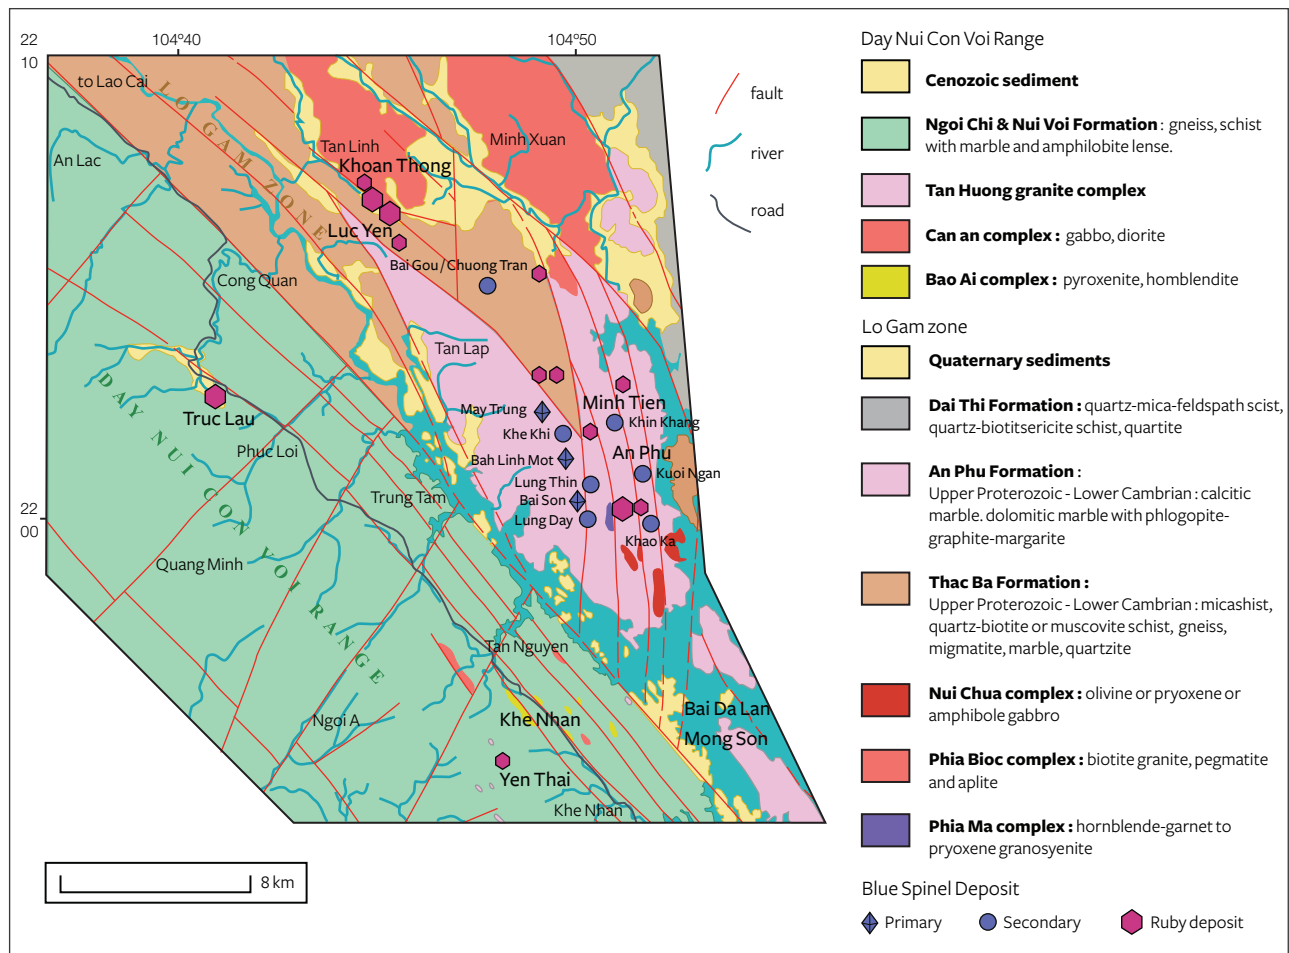 22
10
104º40
104º50
to Lao Cai
LO GAM ZONE
An Lac
Tan Linh
Khoan Thong
Minh Xuan
Luc Yen
Bai Gou / Chuong Tran
Cong Quan
Tan Lap
DAY NUI CON VOI RANGE
Truc Lau
May Trung
Minh Tien
Khe Khi
Khin Khang
Phuc Loi
Bah Linh Mot
An Phu
Kuoi Ngan
Lung Thin
Trung Tam
Bai Son
22
00
Lung Day
Khao Ka
Quang Minh
Tan Nguyen
Ngoi A
Khe Nhan
Bai Da Lan
Mong Son
Yen Thai
Khe Nhan
8 km
fault
river
road
Day Nui Con Voi Range
Cenozoic sediment
Ngoi Chi & Nui Voi Formation : gneiss, schist
with marble and amphilobite lense.
Tan Huong granite complex
Can an complex : gabbo, diorite
Bao Ai complex : pyroxenite, homblendite
Lo Gam zone
Quaternary sediments
Dai Thi Formation : quartz-mica-feldspath scist,
quartz-biotitsericite schist, quartite
An Phu Formation :
Upper Proterozoic - Lower Cambrian : calcitic
marble. dolomitic marble with phlogopite-
graphite-margarite
Thac Ba Formation :
Upper Proterozoic - Lower Cambrian : micashist,
quartz-biotite or muscovite schist, gneiss,
migmatite, marble, quartzite
Nui Chua complex : olivine or pryoxene or
amphibole gabbro
Phia Bioc complex : biotite granite, pegmatite
and aplite
Phia Ma complex : hornblende-garnet to
pryoxene granosyenite
Blue Spinel Deposit
Primary
Secondary
Ruby deposit